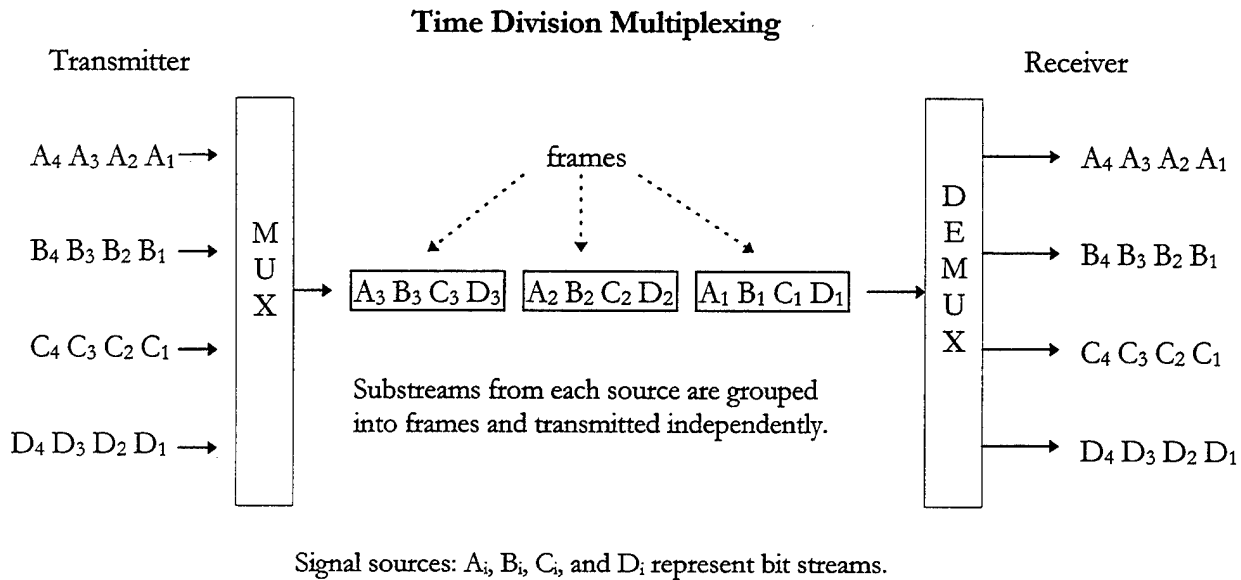 Time Division Multiplexing
Transmitter
Receiver
A₄ A₃ A₂ A₁
B₄ B₃ B₂ B₁
C₄ C₃ C₂ C₁
D₄ D₃ D₂ D₁
M
U
X
frames
A₃ B₃ C₃ D₃
A₂ B₂ C₂ D₂
A₁ B₁ C₁ D₁
Substreams from each source are grouped
into frames and transmitted independently.
D
E
M
U
X
A₄ A₃ A₂ A₁
B₄ B₃ B₂ B₁
C₄ C₃ C₂ C₁
D₄ D₃ D₂ D₁
Signal sources: Aᵢ, Bᵢ, Cᵢ, and Dᵢ represent bit streams.